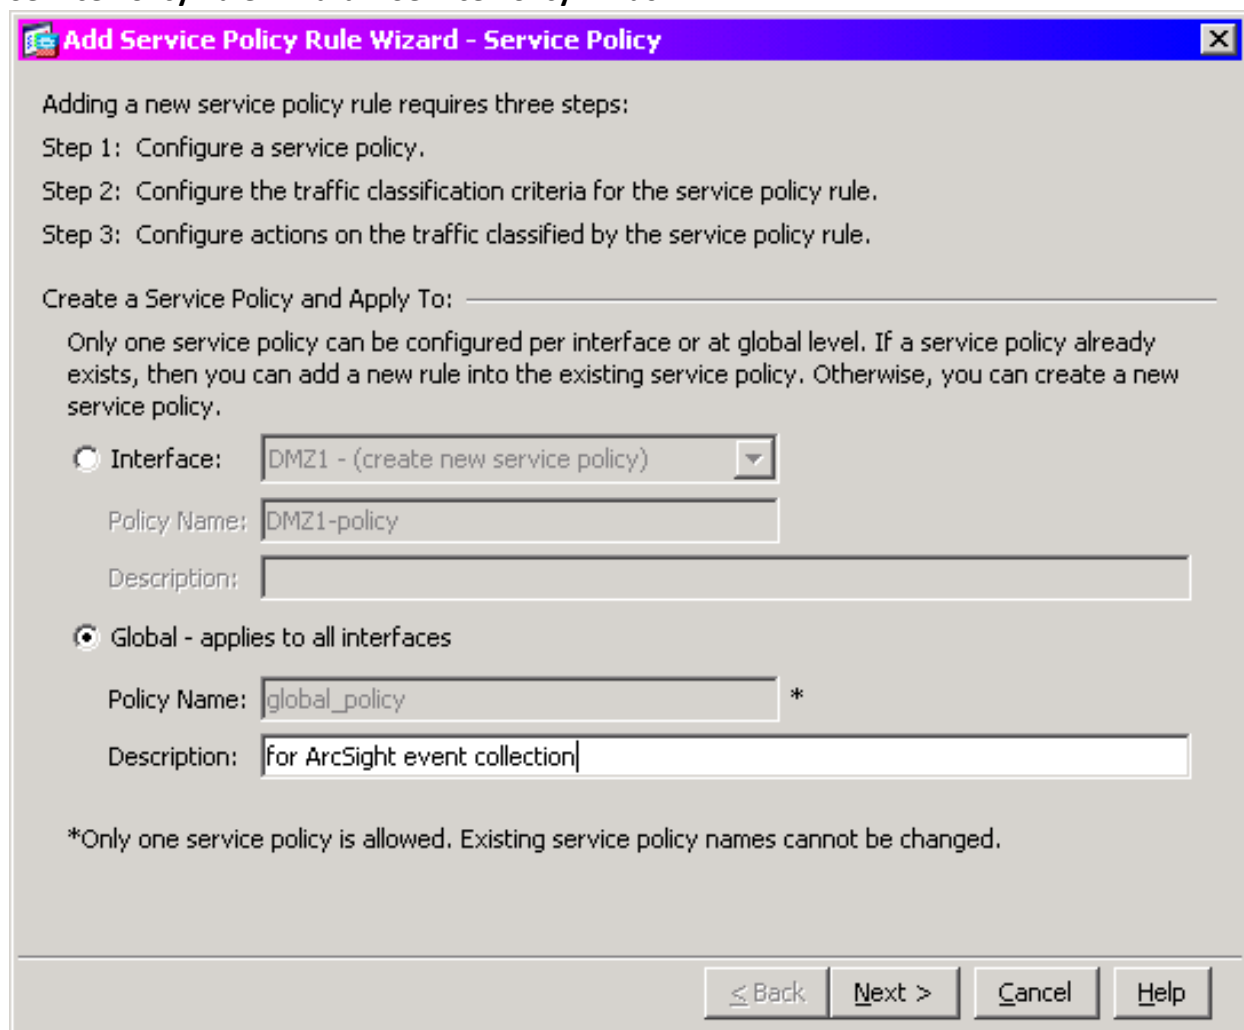 Add Service Policy Rule Wizard - Service Policy
Adding a new service policy rule requires three steps:
Step 1: Configure a service policy.
Step 2: Configure the traffic classification criteria for the service policy rule.
Step 3: Configure actions on the traffic classified by the service policy rule.
Create a Service Policy and Apply To:
Only one service policy can be configured per interface or at global level. If a service policy already
exists, then you can add a new rule into the existing service policy. Otherwise, you can create a new
service policy.
Interface: DMZ1 - (create new service policy)
Policy Name: DMZ1-policy
Description:
Global - applies to all interfaces
Policy Name: global_policy *
Description: for ArcSight event collection
*Only one service policy is allowed. Existing service policy names cannot be changed.
< Back Next > Cancel Help